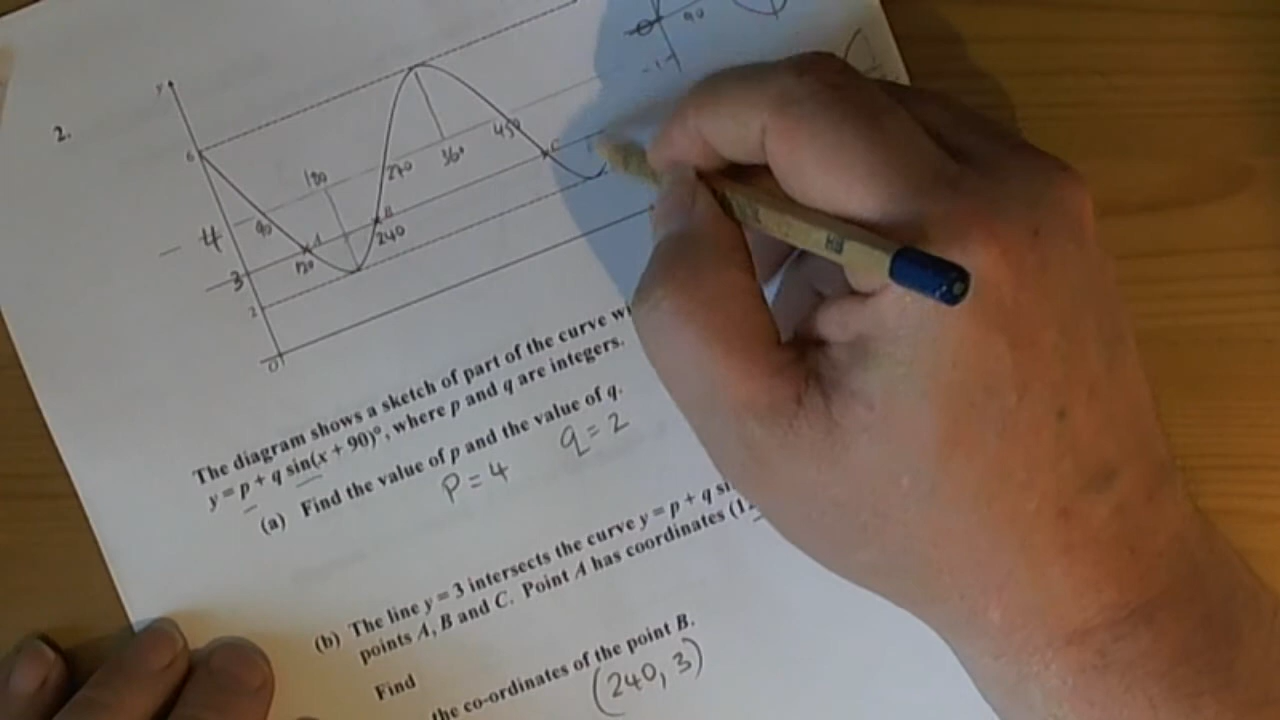 2.
y
6
4
3
2
O
90
180
270
360
450
A
120
B
240
C
90
-1
The diagram shows a sketch of part of the curve
y = p + q sin(x + 90)°, where p and q are integers.
(a) Find the value of p and the value of q.
p = 4 q = 2
(b) The line y = 3 intersects the curve y = p + q
points A, B and C. Point A has coordinates
Find
the co-ordinates of the point B.
(240, 3)